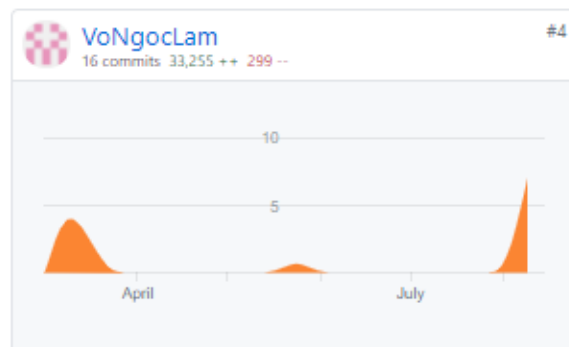 VoNgocLam
#4
16 commits 33,255 ++ 299 --
10
5
April
July